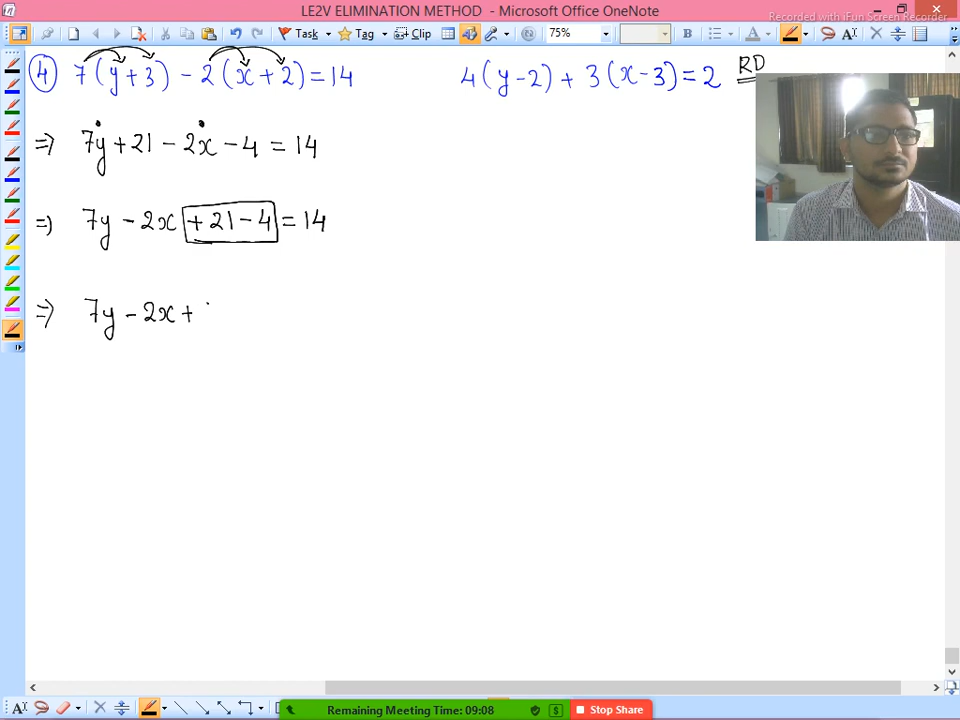 LE2V ELIMINATION METHOD - Microsoft Office OneNote
Recorded with iFun Screen Recorder
Task Tag Clip 75% B A
④ 7(y+3) - 2(x+2) = 14 4(y-2) + 3(x-3) = 2 RD
⇒ 7y + 21 - 2x - 4 = 14
⇒ 7y - 2x + 21 - 4 = 14
⇒ 7y - 2x +
Remaining Meeting Time: 09:08 Stop Share